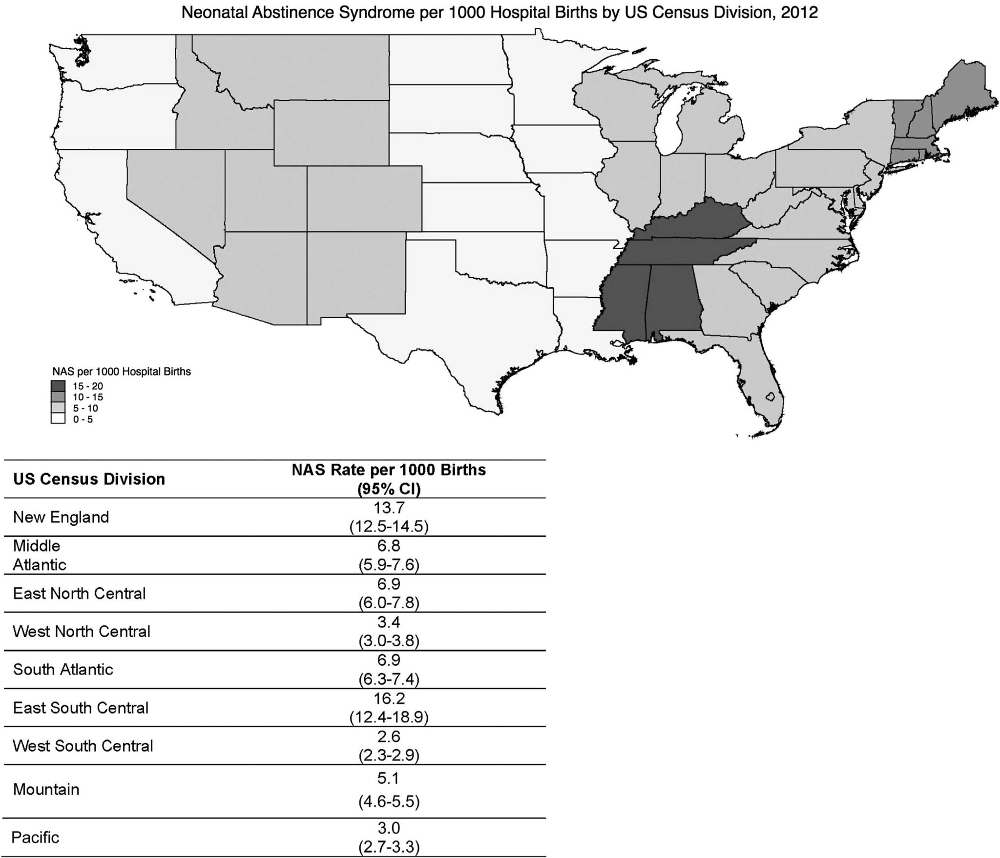 Neonatal Abstinence Syndrome per 1000 Hospital Births by US Census Division, 2012
NAS per 1000 Hospital Births
15 - 20
10 - 15
5 - 10
0 - 5
US Census Division
NAS Rate per 1000 Births
(95% CI)
New England
13.7
(12.5-14.5)
Middle
Atlantic
6.8
(5.9-7.6)
East North Central
6.9
(6.0-7.8)
West North Central
3.4
(3.0-3.8)
South Atlantic
6.9
(6.3-7.4)
East South Central
16.2
(12.4-18.9)
West South Central
2.6
(2.3-2.9)
Mountain
5.1
(4.6-5.5)
Pacific
3.0
(2.7-3.3)